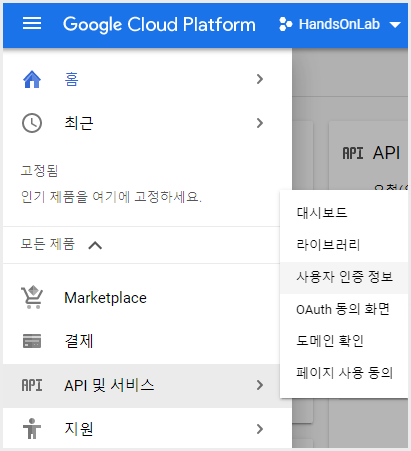 Google Cloud Platform
HandsOnLab
홈
최근
고정됨
인기 제품을 여기에 고정하세요.
모든 제품
Marketplace
결제
API API 및 서비스
지원
API API
대시보드
라이브러리
사용자 인증 정보
OAuth 동의 화면
도메인 확인
페이지 사용 동의